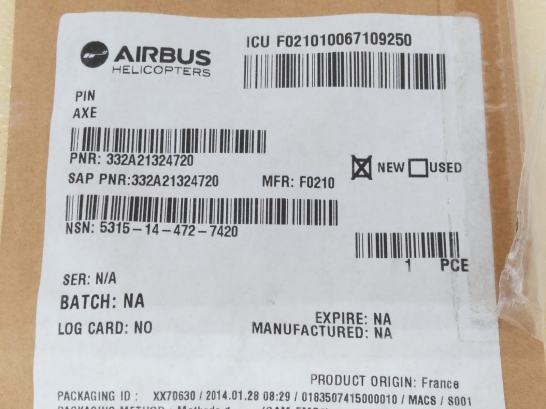 AIRBUS
HELICOPTERS
ICU F021010067109250
PIN
AXE
PNR: 332A21324720
SAP PNR:332A21324720 MFR: F0210
NEW USED
NSN: 5315-14-472-7420
1 PCE
SER: N/A
BATCH: NA
LOG CARD: NO
EXPIRE: NA
MANUFACTURED: NA
PRODUCT ORIGIN: France
PACKAGING ID : XX70630 / 2014.01.28 08:29 / 0183507415000010 / MACS / S001
PACKAGING METHOD